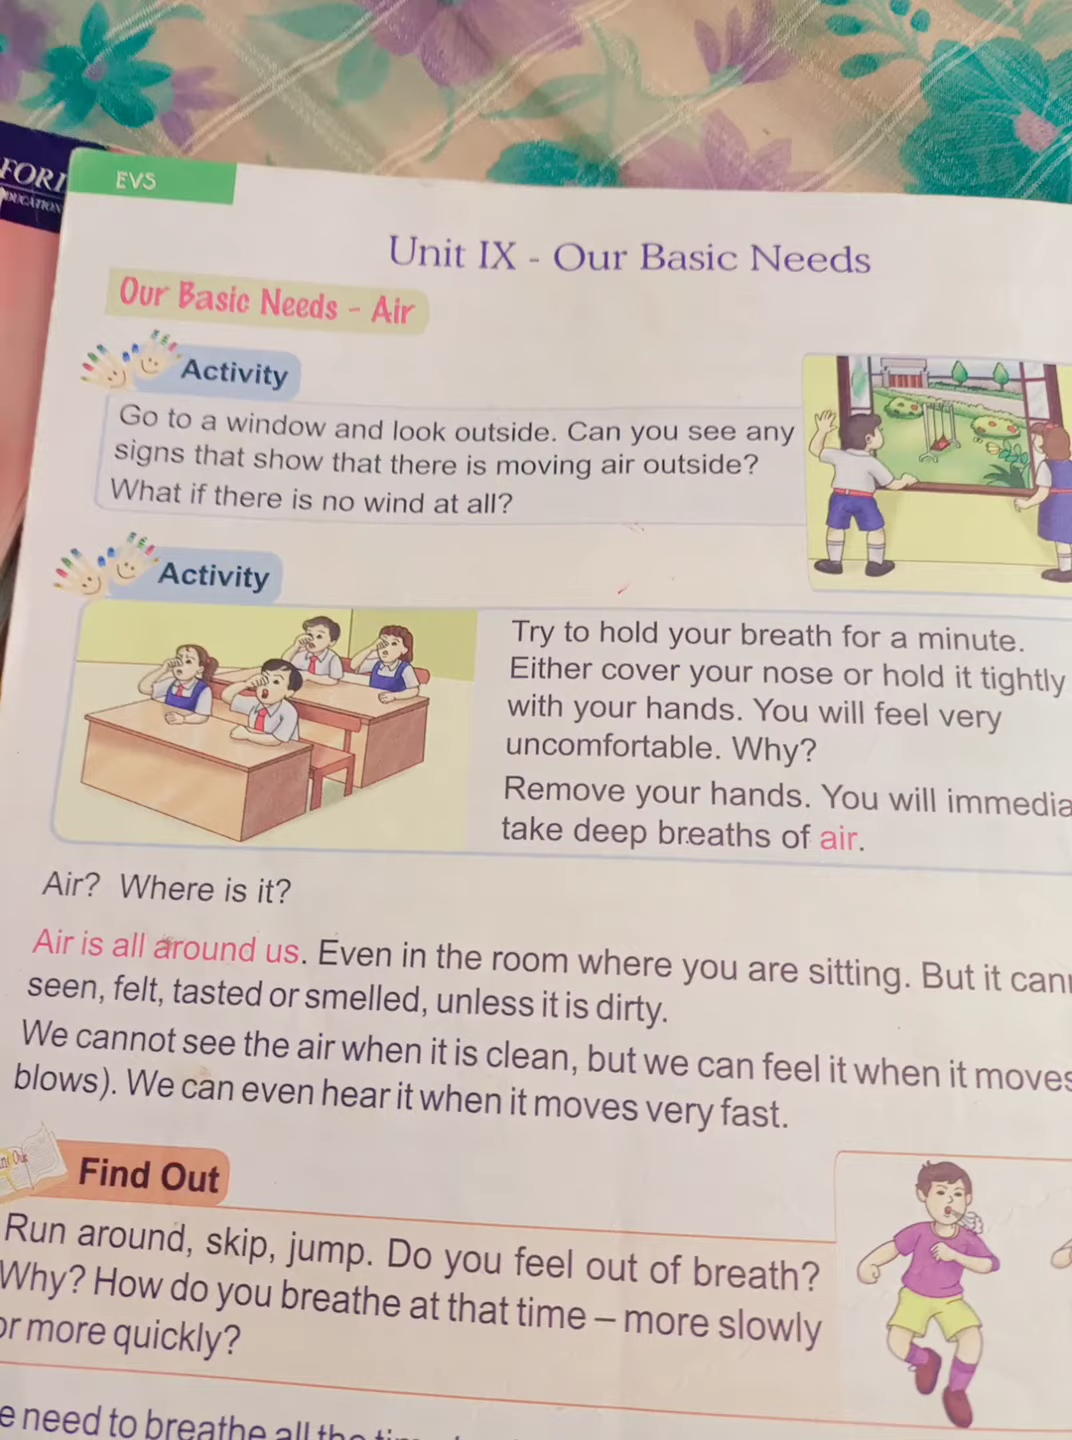 EVS
Unit IX - Our Basic Needs
Our Basic Needs - Air
Activity
Go to a window and look outside. Can you see any
signs that show that there is moving air outside?
What if there is no wind at all?
Activity
Try to hold your breath for a minute.
Either cover your nose or hold it tightly
with your hands. You will feel very
uncomfortable. Why?
Remove your hands. You will immedia
take deep breaths of air.
Air? Where is it?
Air is all around us. Even in the room where you are sitting. But it can
seen, felt, tasted or smelled, unless it is dirty.
We cannot see the air when it is clean, but we can feel it when it moves
blows). We can even hear it when it moves very fast.
Find Out
Run around, skip, jump. Do you feel out of breath?
Why? How do you breathe at that time – more slowly
or more quickly?
e need to breathe all the